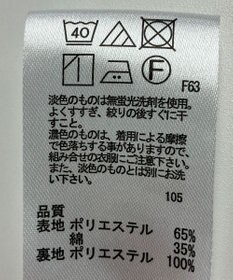 40
F
F63
淡色のものは無蛍光洗剤を使用。
よくすすぎ、絞りの後すぐに干
すこと。
濃色のものは、着用による摩擦
で色落ちする事がありますので、
組み合せの衣服にご注意下さい。
また、淡色のものとは別にお洗
い下さい。
105
品質
表地 ポリエステル 65%
綿 35%
裏地 ポリエステル 100%